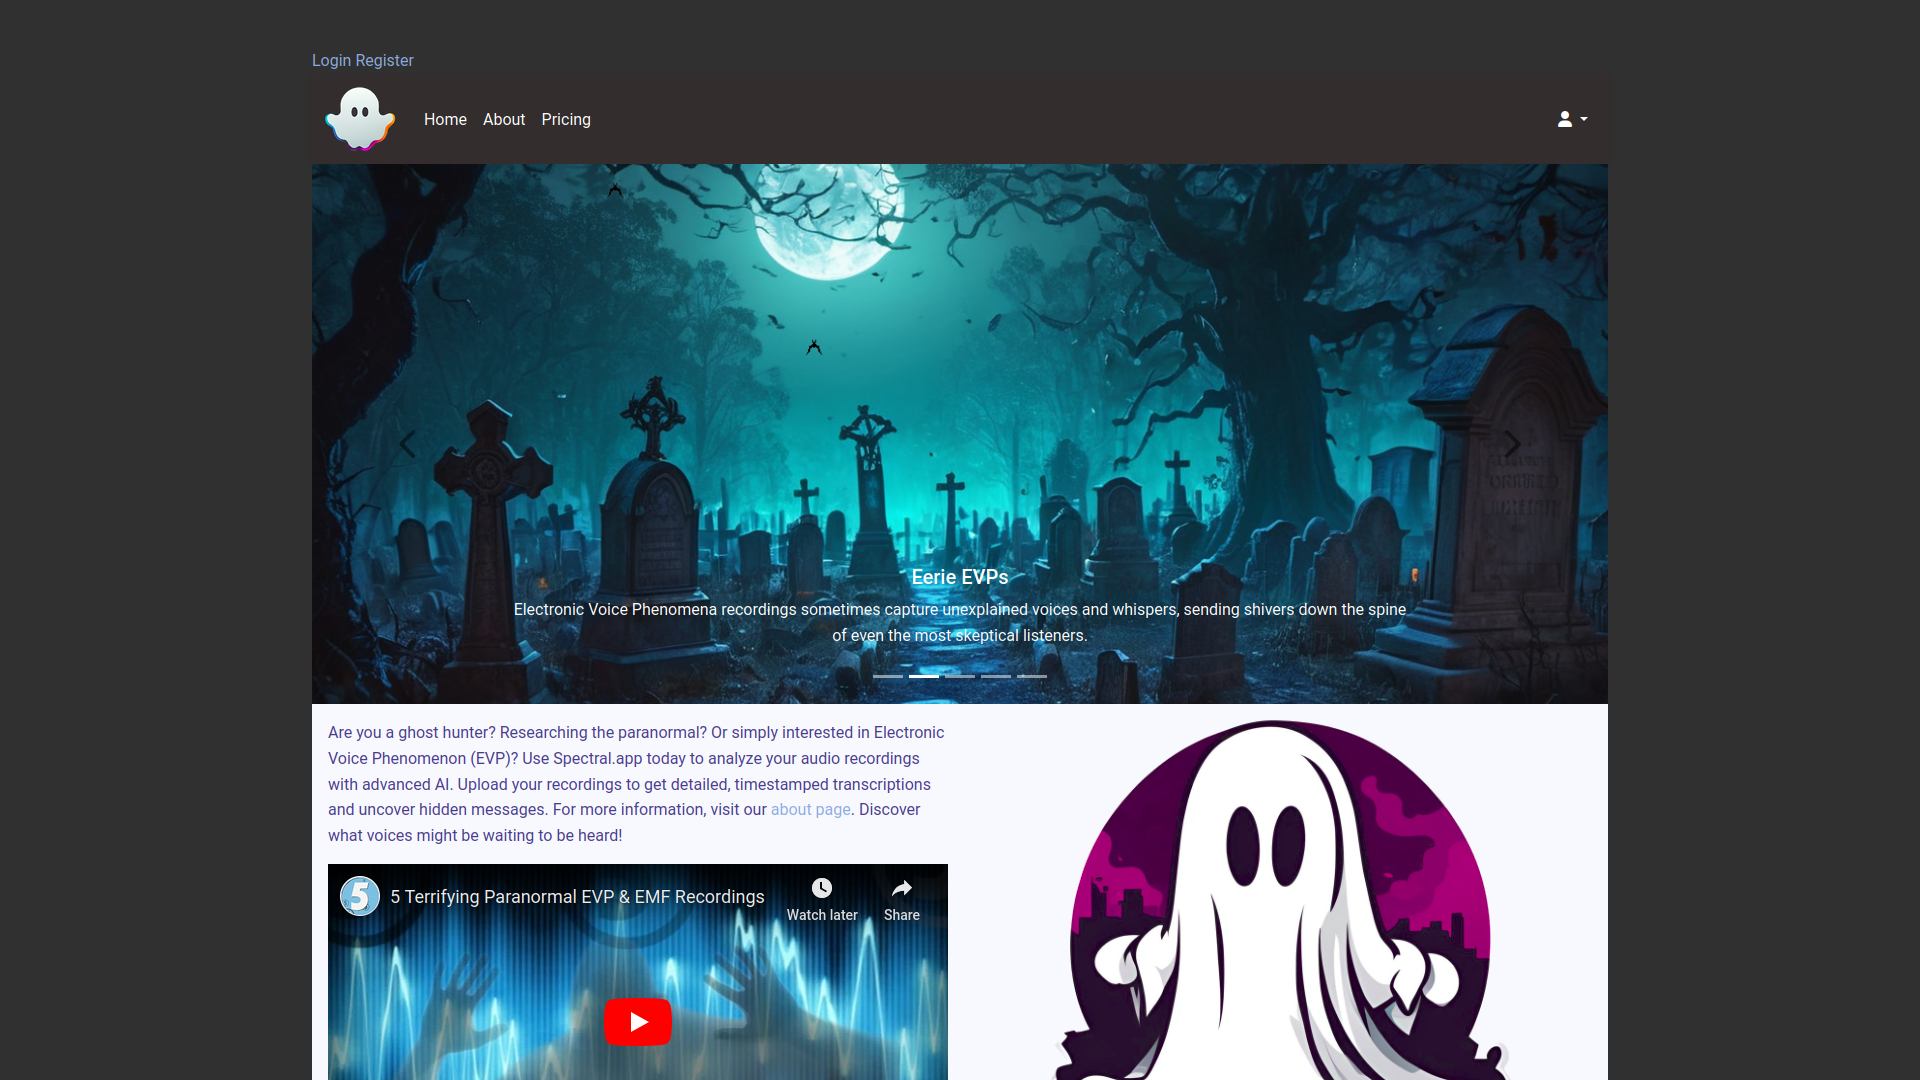 Login Register
Home About Pricing
Eerie EVPs
Electronic Voice Phenomena recordings sometimes capture unexplained voices and whispers, sending shivers down the spine
of even the most skeptical listeners.
Are you a ghost hunter? Researching the paranormal? Or simply interested in Electronic
Voice Phenomenon (EVP)? Use Spectral.app today to analyze your audio recordings
with advanced AI. Upload your recordings to get detailed, timestamped transcriptions
and uncover hidden messages. For more information, visit our about page. Discover
what voices might be waiting to be heard!
5
5 Terrifying Paranormal EVP & EMF Recordings
Watch later
Share